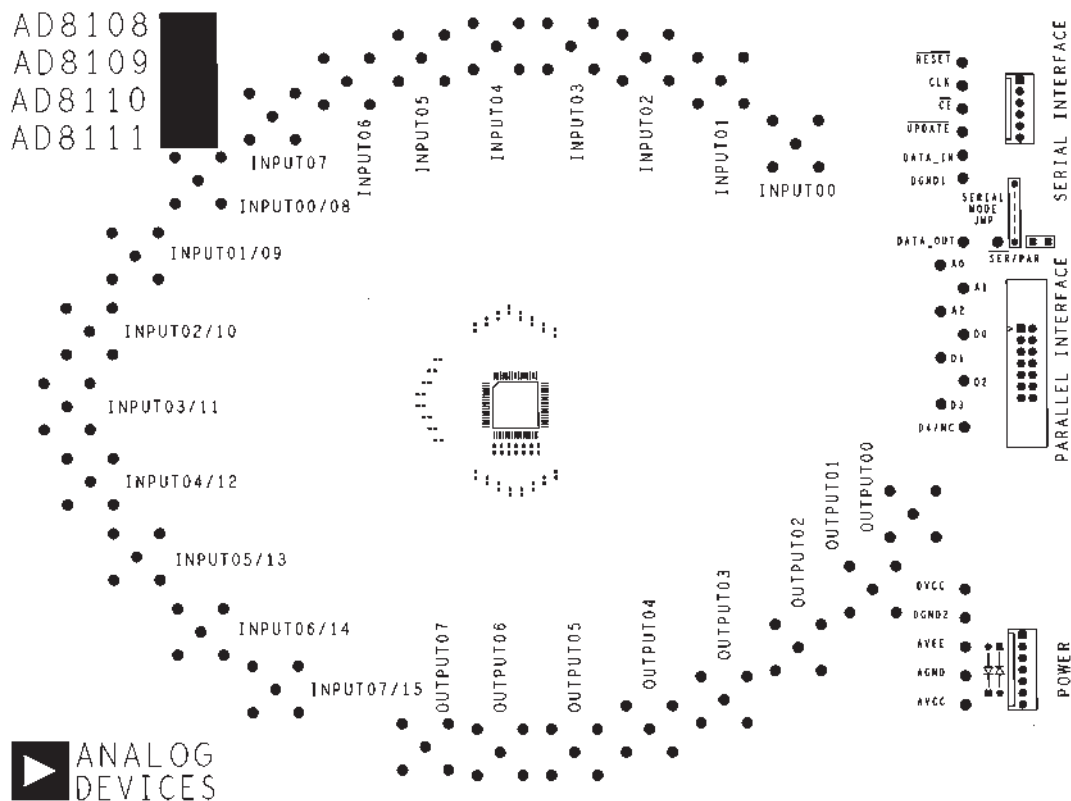 AD8108
AD8109
AD8110
AD8111
INPUT07
INPUT06
INPUT05
INPUT04
INPUT03
INPUT02
INPUT01
INPUT00
INPUT00/08
INPUT01/09
INPUT02/10
INPUT03/11
INPUT04/12
INPUT05/13
INPUT06/14
INPUT07/15
OUTPUT07
OUTPUT06
OUTPUT05
OUTPUT04
OUTPUT03
OUTPUT02
OUTPUT01
OUTPUT00
RESET
CLK
CE
UPDATE
DATA_IN
DGND1
SERIAL
MODE
JMP
DATA_OUT
SER/PAR
A0
A1
A2
D0
D1
D2
D3
D4/NC
SERIAL INTERFACE
PARALLEL INTERFACE
DVCC
DGND2
AVEE
AGND
AVCC
POWER
ANALOG
DEVICES